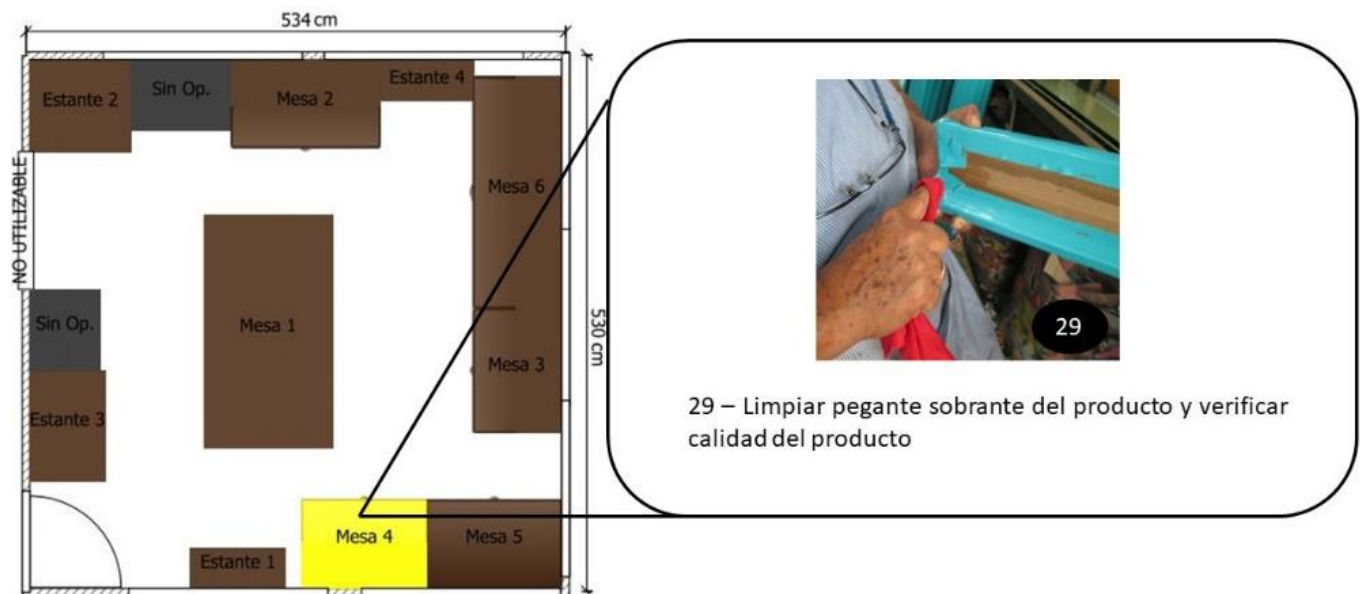 534 cm
Estante 2
Sin Op.
Mesa 2
Estante 4
Mesa 6
NO UTILIZABLE
Mesa 1
Sin Op.
530 cm
Mesa 3
Estante 3
Mesa 4
Mesa 5
Estante 1
29
29 – Limpiar pegante sobrante del producto y verificar
calidad del producto